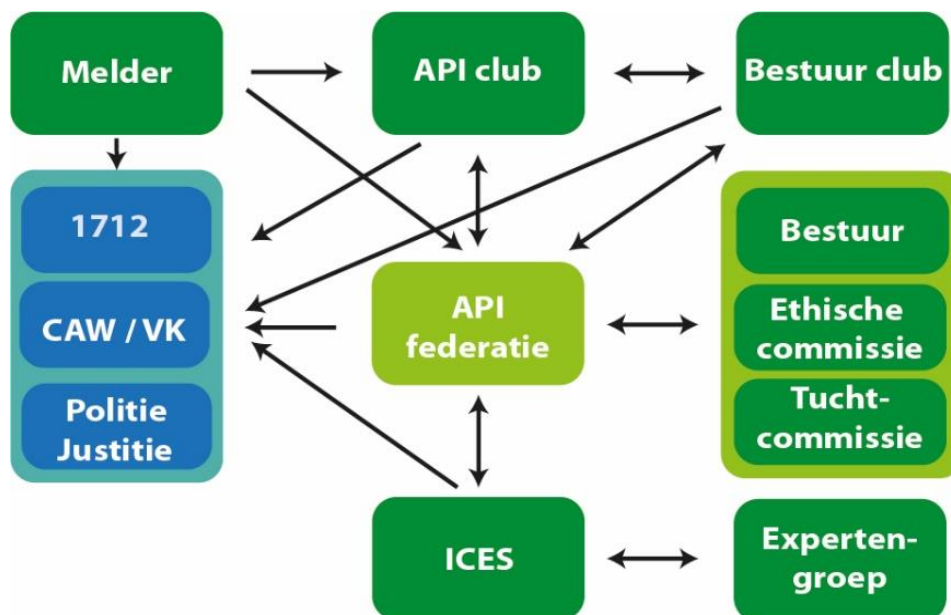 Melder
API club
Bestuur club
1712
CAW / VK
Politie
Justitie
API
federatie
Bestuur
Ethische
commissie
Tucht-
commissie
ICES
Experten-
groep